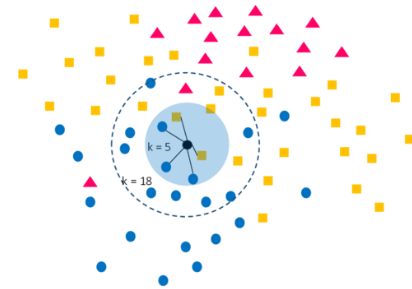 k = 5
k = 18